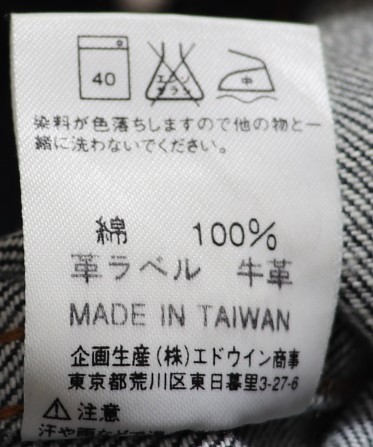 40 エンソ サラシ 中
染料が色落ちしますので他の物と一
緒に洗わないでください。
綿 100%
革ラベル 牛革
MADE IN TAIWAN
企画生産(株)エドウイン商事
東京都荒川区東日暮里3-27-6
⚠注意